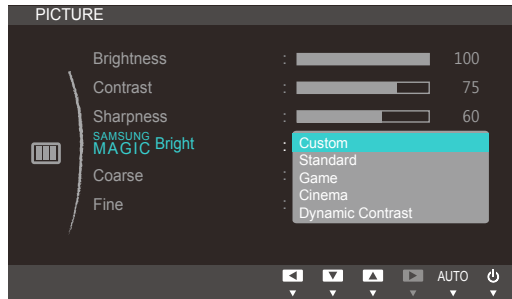 PICTURE
Brightness : 100
Contrast : 75
Sharpness : 60
SAMSUNG
MAGIC Bright : Custom
Standard
Game
Cinema
Dynamic Contrast
Coarse :
Fine :
AUTO